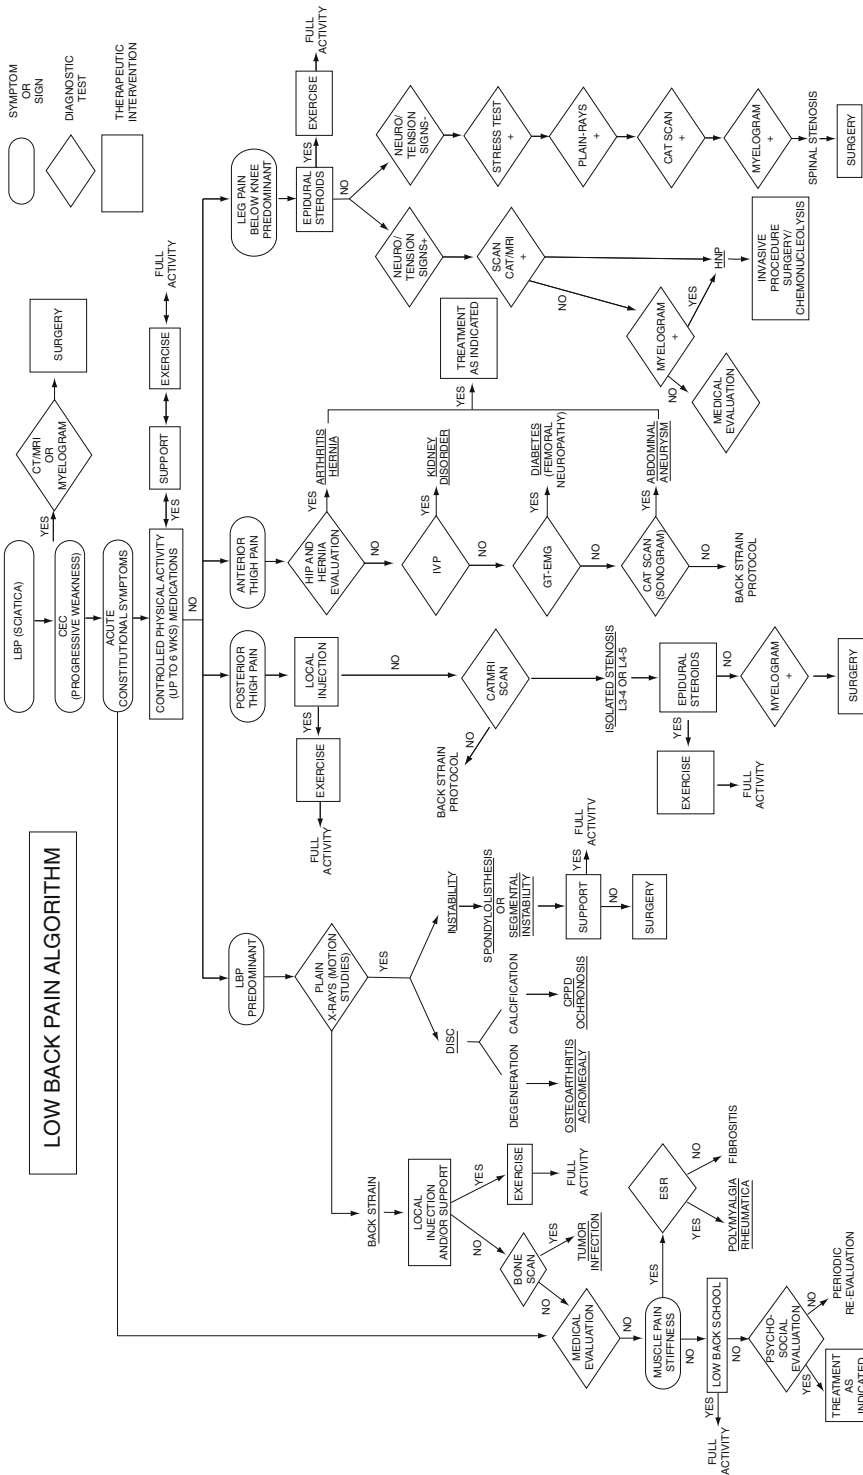 LOW BACK PAIN ALGORITHM
SYMPTOM
OR
SIGN
DIAGNOSTIC
TEST
THERAPEUTIC
INTERVENTION
LBP (SCIATICA)
CEC
(PROGRESSIVE WEAKNESS)
YES
CT/MRI
OR
MYELOGRAM
SURGERY
ACUTE
CONSTITUTIONAL SYMPTOMS
CONTROLLED PHYSICAL ACTIVITY
(UP TO 6 WKS) MEDICATIONS
YES
SUPPORT
EXERCISE
FULL
ACTIVITY
NO
LBP
PREDOMINANT
PLAIN
X-RAYS (MOTION
STUDIES)
YES
BACK STRAIN
LOCAL
INJECTION
AND/OR SUPPORT
YES
EXERCISE
FULL
ACTIVITY
NO
BONE
SCAN
YES
TUMOR
INFECTION
NO
MEDICAL
EVALUATION
NO
MUSCLE PAIN
STIFFNESS
YES
ESR
NO
FIBROSITIS
YES
POLYMYALGIA
RHEUMATICA
NO
LOW BACK SCHOOL
YES
FULL
ACTIVITY
NO
PSYCHO-
SOCIAL
EVALUATION
NO
PERIODIC
RE-EVALUATION
YES
TREATMENT
AS
INDICATED
DISC
DEGENERATION
CALCIFICATION
OSTEOARTHRITIS
ACROMEGALY
CPPD
OCHRONOSIS
INSTABILITY
SPONDYLOLISTHESIS
OR
SEGMENTAL
INSTABILITY
SUPPORT
YES
FULL
ACTIVITV
NO
SURGERY
POSTERIOR
THIGH PAIN
LOCAL
INJECTION
YES
EXERCISE
FULL
ACTIVITY
NO
CATMRI
SCAN
NO
BACK STRAIN
PROTOCOL
ISOLATED STENOSIS
L3-4 OR L4-5
EPIDURAL
STEROIDS
YES
EXERCISE
FULL
ACTIVITY
NO
MYELOGRAM
+
SURGERY
ANTERIOR
THIGH PAIN
HIP AND
HERNIA
EVALUATION
YES
ARTHRITIS
HERNIA
NO
IVP
YES
KIDNEY
DISORDER
NO
GT-EMG
YES
DIABETES
(FEMORAL
NEUROPATHY)
NO
CAT SCAN
(SONOGRAM)
YES
ABDOMINAL
ANEURYSM
NO
BACK STRAIN
PROTOCOL
YES
TREATMENT
AS INDICATED
LEG PAIN
BELOW KNEE
PREDOMINANT
EPIDURAL
STEROIDS
YES
EXERCISE
FULL
ACTIVITY
NO
NEURO/
TENSION
SIGNS+
SCAN
CAT/MRI
+
NO
MYELOGRAM
+
YES
HNP
NO
MEDICAL
EVALUATION
INVASIVE
PROCEDURE
SURGERY/
CHEMONUCLEOLYSIS
NEURO/
TENSION
SIGNS-
STRESS TEST
+
PLAIN-RAYS
+
CAT SCAN
+
MYELOGRAM
+
SPINAL STENOSIS
SURGERY